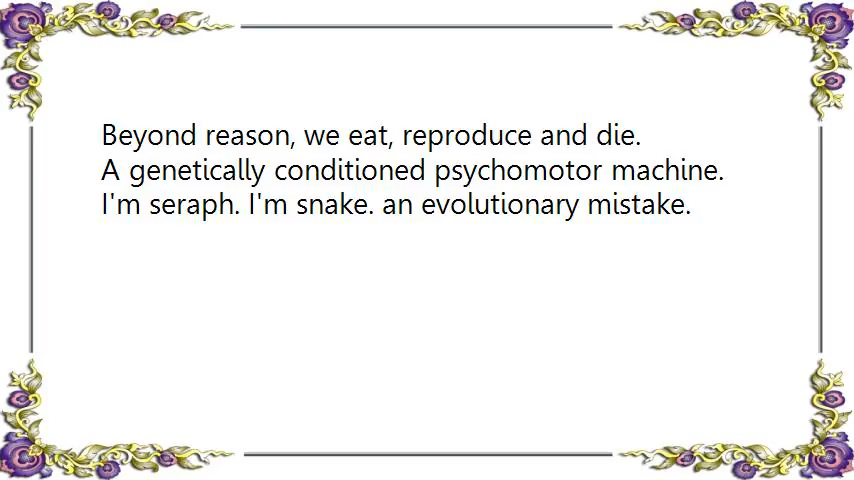 Beyond reason, we eat, reproduce and die.
A genetically conditioned psychomotor machine.
I'm seraph. I'm snake. an evolutionary mistake.